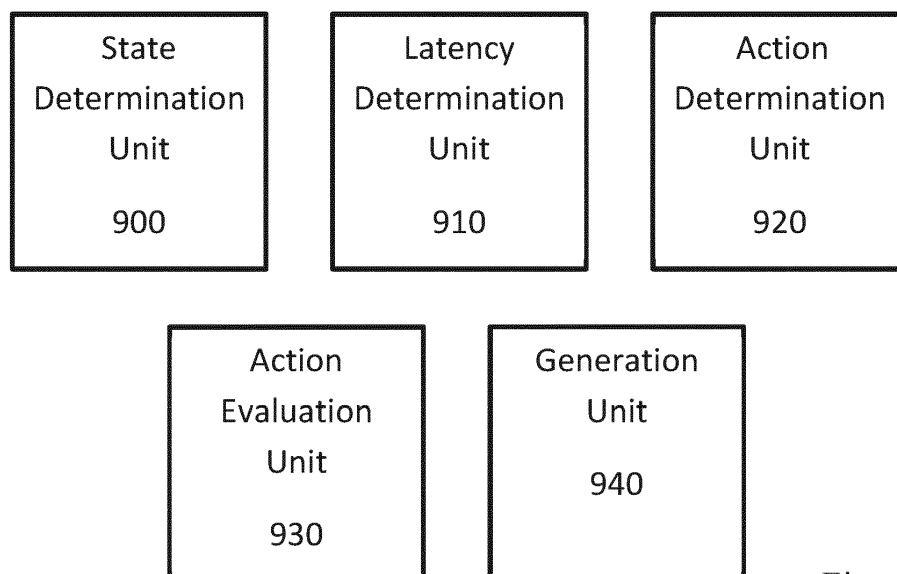 State
Determination
Unit
900
Latency
Determination
Unit
910
Action
Determination
Unit
920
Action
Evaluation
Unit
930
Generation
Unit
940